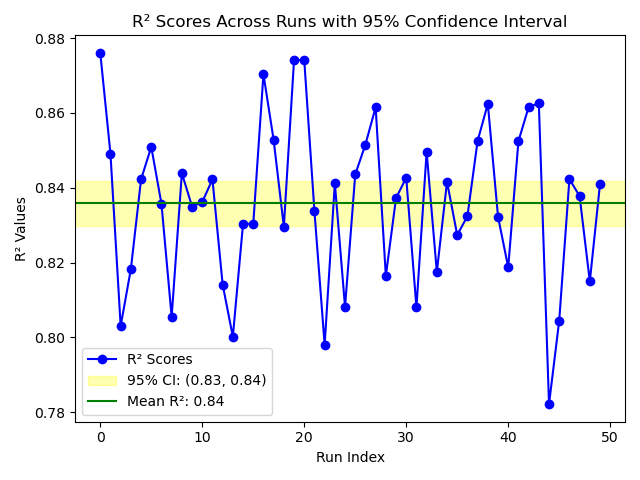 R² Scores Across Runs with 95% Confidence Interval
0.88
0.86
0.84
0.82
0.80
0.78
R² Values
R² Scores
95% CI: (0.83, 0.84)
Mean R²: 0.84
0 10 20 30 40 50
Run Index